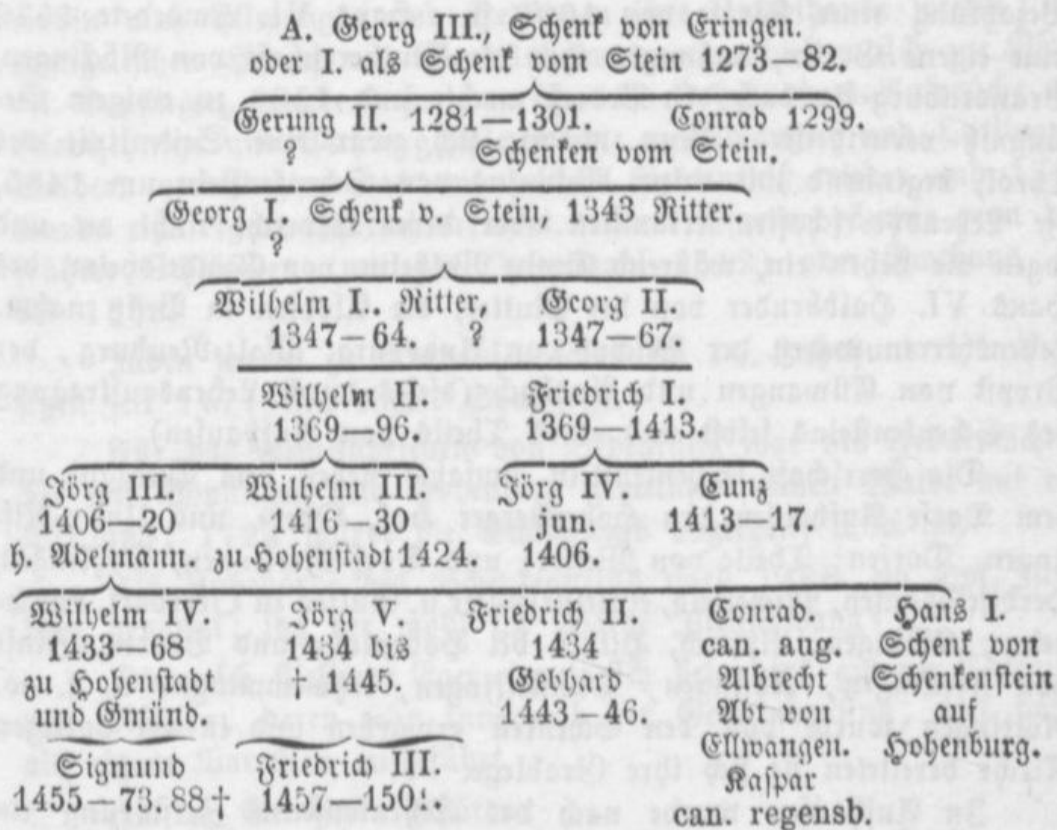 A. Georg III., Schenk von Eringen.
oder I. als Schenk vom Stein 1273—82.
Gerung II. 1281—1301. Conrad 1299.
? Schenken vom Stein.
Georg I. Schenk v. Stein, 1343 Ritter.
?
Wilhelm I. Ritter, Georg II.
1347—64. ? 1347—67.
Wilhelm II. Friedrich I.
1369—96. 1369—1413.
Jörg III. Wilhelm III. Jörg IV. Cunz
1406—20 1416—30 jun. 1413—17.
h. Adelmann. zu Hohenstadt 1424. 1406.
Wilhelm IV. Jörg V. Friedrich II. Conrad Hans I.
1433—68 1434 bis 1434 can. aug. Schenk von
zu Hohenstadt † 1445. Gebhard Albrecht Schenkenstein
und Gmünd. 1443—46. Abt von auf
Ellwangen. Hohenburg.
Sigmund Friedrich III. Kaspar
1455—73. 88 † 1457— can. regensb.